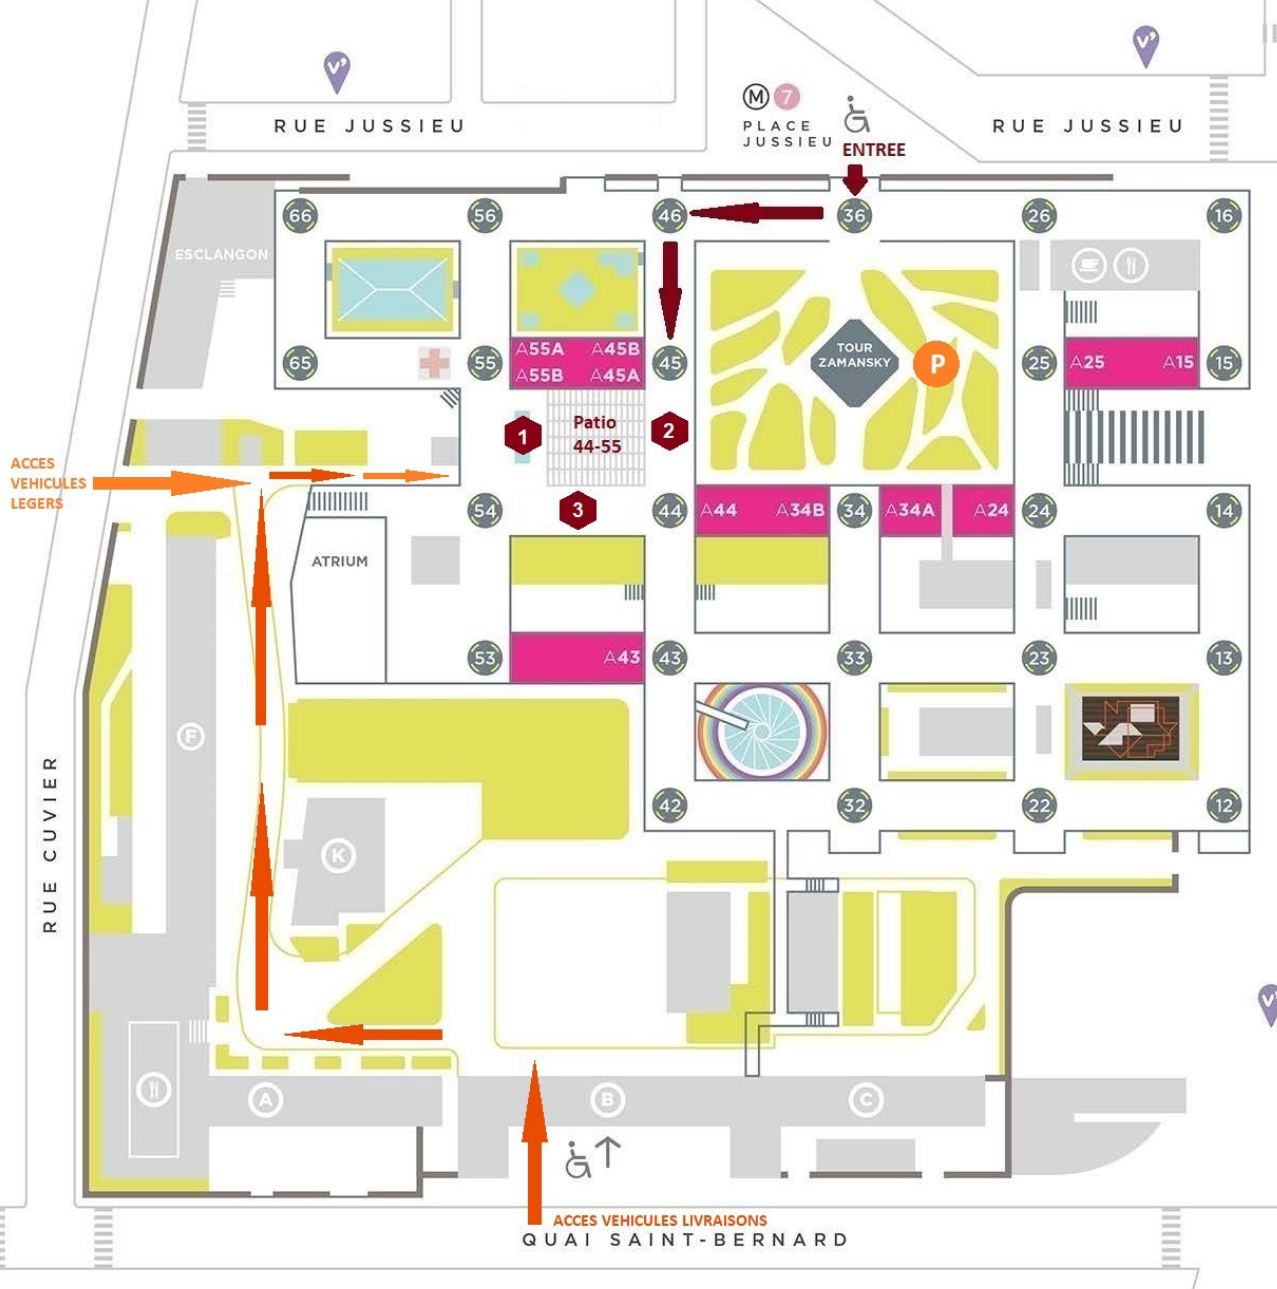 V'
V'
RUE JUSSIEU
M 7
PLACE
JUSSIEU
ENTREE
RUE JUSSIEU
66
56
46
36
26
16
ESCLANGON
65
55
A55A A45B
A55B A45A
45
TOUR
ZAMANSKY
P
25
A25 A15
15
1
Patio
44-55
2
ACCES
VEHICULES
LEGERS
54
3
44
A44 A34B
34
A34A A24
24
14
ATRIUM
53
A43
43
33
23
13
F
RUE CUVIER
42
32
22
12
K
V'
A
B
C
ACCES VEHICULES LIVRAISONS
QUAI SAINT-BERNARD